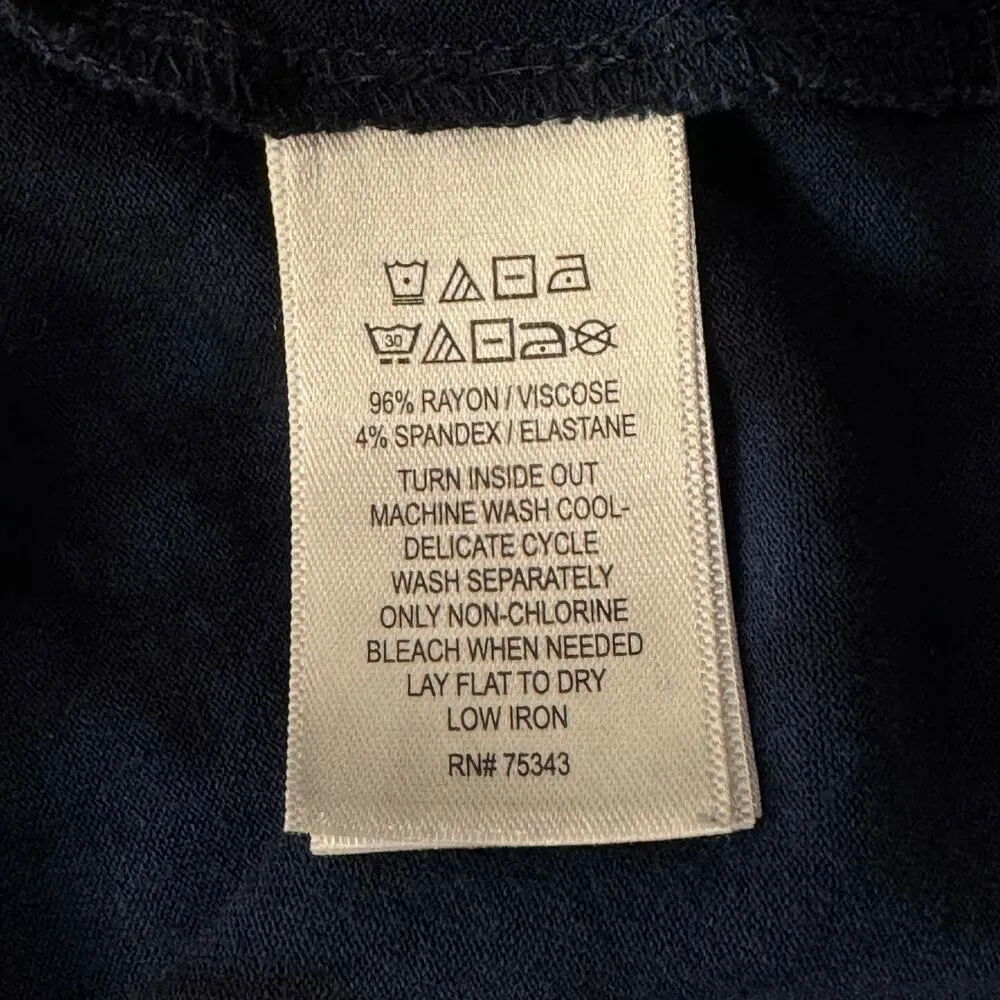 30
96% RAYON / VISCOSE
4% SPANDEX / ELASTANE
TURN INSIDE OUT
MACHINE WASH COOL-
DELICATE CYCLE
WASH SEPARATELY
ONLY NON-CHLORINE
BLEACH WHEN NEEDED
LAY FLAT TO DRY
LOW IRON
RN# 75343